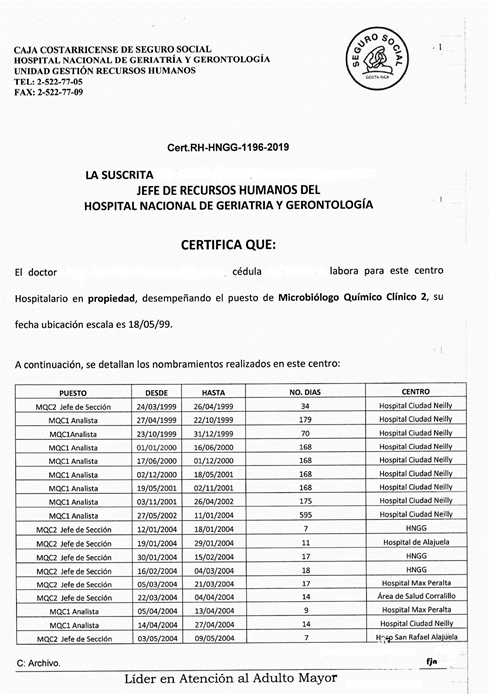 CAJA COSTARRICENSE DE SEGURO SOCIAL
HOSPITAL NACIONAL DE GERIATRÍA Y GERONTOLOGÍA
UNIDAD GESTIÓN RECURSOS HUMANOS
TEL: 2-522-77-05
FAX: 2-522-77-09
SEGURO SOCIAL
COSTA RICA
1
Cert.RH-HNGG-1196-2019
LA SUSCRITA
JEFE DE RECURSOS HUMANOS DEL
HOSPITAL NACIONAL DE GERIATRIA Y GERONTOLOGÍA
CERTIFICA QUE:
El doctor cédula labora para este centro
Hospitalario en propiedad, desempeñando el puesto de Microbiólogo Químico Clínico 2, su
fecha ubicación escala es 18/05/99.
A continuación, se detallan los nombramientos realizados en este centro:
PUESTO DESDE HASTA NO. DIAS CENTRO
MQC2 Jefe de Sección 24/03/1999 26/04/1999 34 Hospital Ciudad Neilly
MQC1 Analista 27/04/1999 22/10/1999 179 Hospital Ciudad Neilly
MQC1Analista 23/10/1999 31/12/1999 70 Hospital Ciudad Neilly
MQC1 Analista 01/01/2000 16/06/2000 168 Hospital Ciudad Neilly
MQC1 Analista 17/06/2000 01/12/2000 168 Hospital Ciudad Neilly
MQC1 Analista 02/12/2000 18/05/2001 168 Hospital Ciudad Neilly
MQC1 Analista 19/05/2001 02/11/2001 168 Hospital Ciudad Neilly
MQC1 Analista 03/11/2001 26/04/2002 175 Hospital Ciudad Neilly
MQC1 Analista 27/05/2002 11/01/2004 595 Hospital Ciudad Neilly
MQC2 Jefe de Sección 12/01/2004 18/01/2004 7 HNGG
MQC2 Jefe de Sección 19/01/2004 29/01/2004 11 Hospital de Alajuela
MQC2 Jefe de Sección 30/01/2004 15/02/2004 17 HNGG
MQC2 Jefe de Sección 16/02/2004 04/03/2004 18 HNGG
MQC2 Jefe de Sección 05/03/2004 21/03/2004 17 Hospital Max Peralta
MQC2 Jefe de Sección 22/03/2004 04/04/2004 14 Área de Salud Corralillo
MQC1 Analista 05/04/2004 13/04/2004 9 Hospital Max Peralta
MQC1 Analista 14/04/2004 27/04/2004 14 Hospital Ciudad Neilly
MQC2 Jefe de Sección 03/05/2004 09/05/2004 7 San Rafael Alajuela
C: Archivo. fjn
Líder en Atención al Adulto Mayor